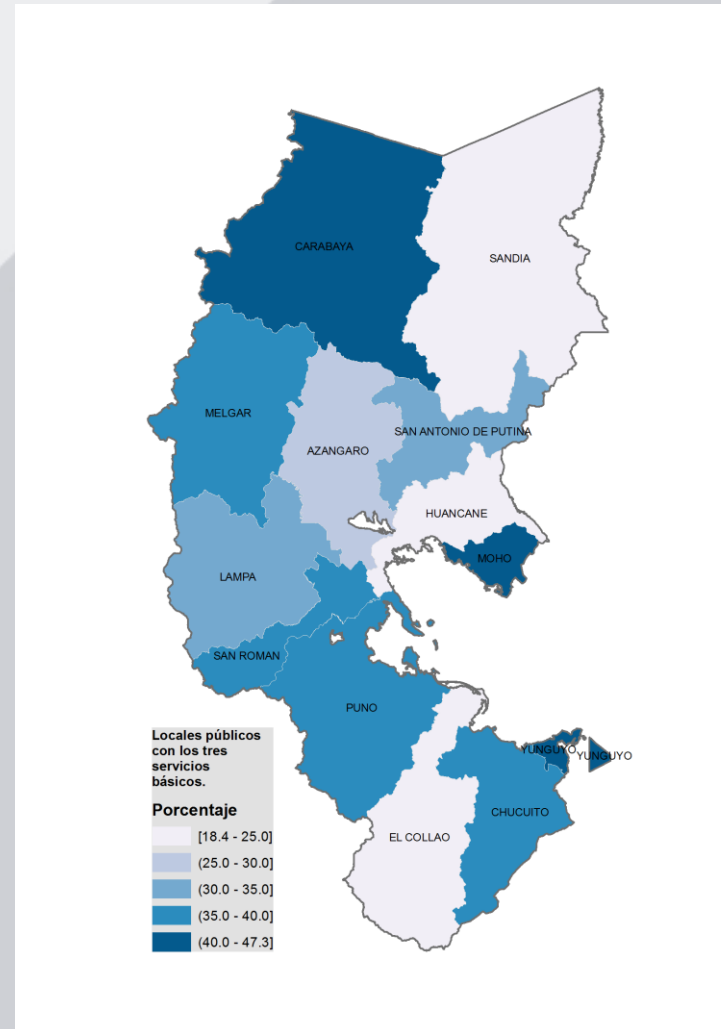 CARABAYA
SANDIA
MELGAR
SAN ANTONIO DE PUTINA
AZANGARO
HUANCANE
MOHO
LAMPA
SAN ROMAN
PUNO
YUNGUYO
YUNGUYO
CHUCUITO
EL COLLAO
Locales públicos
con los tres
servicios
básicos.
Porcentaje
[18.4 - 25.0]
(25.0 - 30.0]
(30.0 - 35.0]
(35.0 - 40.0]
(40.0 - 47.3]